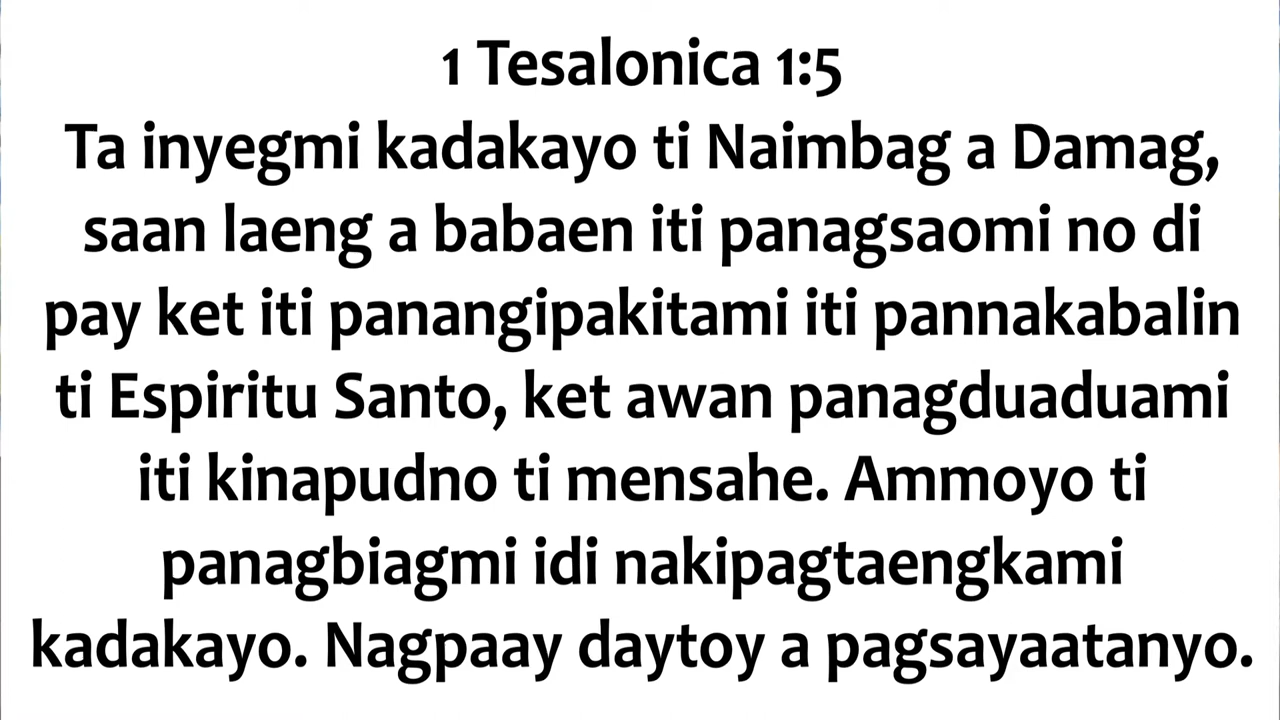 1 Tesalonica 1:5
Ta inyegmi kadakayo ti Naimbag a Damag,
saan laeng a babaen iti panagsaomi no di
pay ket iti panangipakitami iti pannakabalin
ti Espiritu Santo, ket awan panagduaduami
iti kinapudno ti mensahe. Ammoyo ti
panagbiagmi idi nakipagtaengkami
kadakayo. Nagpaay daytoy a pagsayaatanyo.